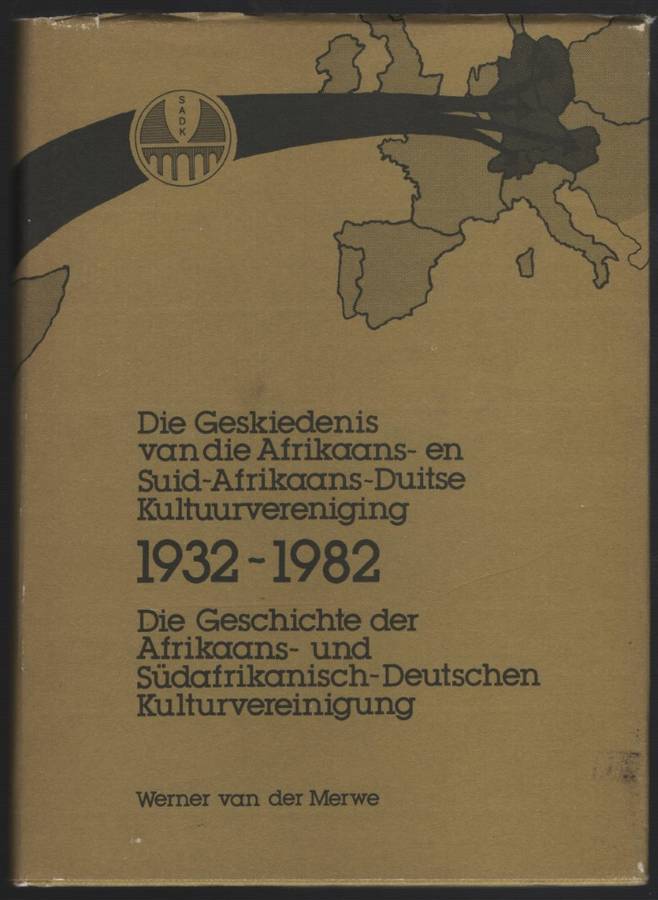 S
A
D
K
Die Geskiedenis
van die Afrikaans- en
Suid-Afrikaans-Duitse
Kultuurvereniging
1932-1982
Die Geschichte der
Afrikaans- und
Südafrikanisch-Deutschen
Kulturvereinigung
Werner van der Merwe